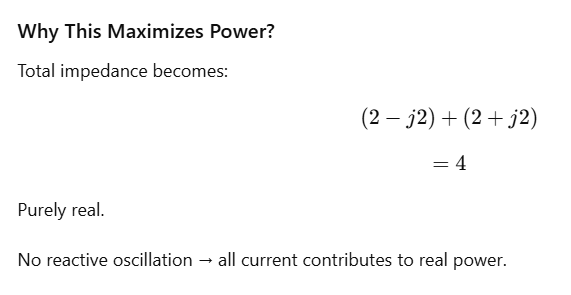 Why This Maximizes Power?
Total impedance becomes:
(2 − j2) + (2 + j2)
= 4
Purely real.
No reactive oscillation → all current contributes to real power.